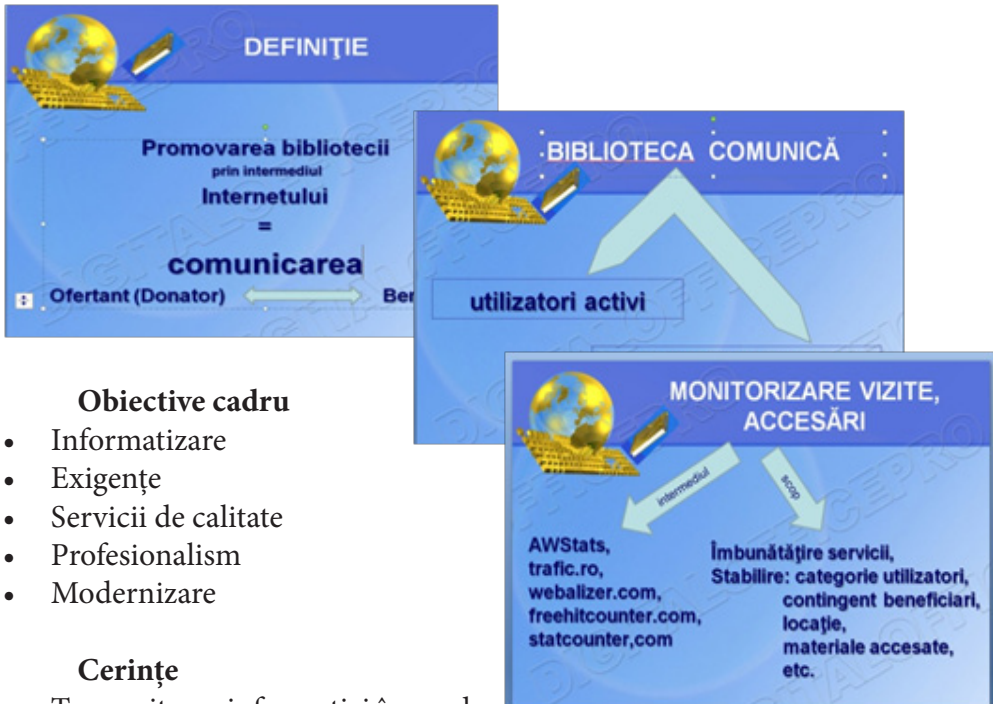 DEFINIŢIE
Promovarea bibliotecii
prin intermediul
Internetului
=
comunicarea
Ofertant (Donator)
BIBLIOTECA COMUNICĂ
utilizatori activi
MONITORIZARE VIZITE,
ACCESĂRI
intermediul
scop
AWStats,
trafic.ro,
webalizer.com,
freehitcounter.com,
statcounter,com
Îmbunătăţire servicii,
Stabilire: categorie utilizatori,
contingent beneficiari,
locaţie,
materiale accesate,
etc.
Obiective cadru
• Informatizare
• Exigențe
• Servicii de calitate
• Profesionalism
• Modernizare
Cerințe